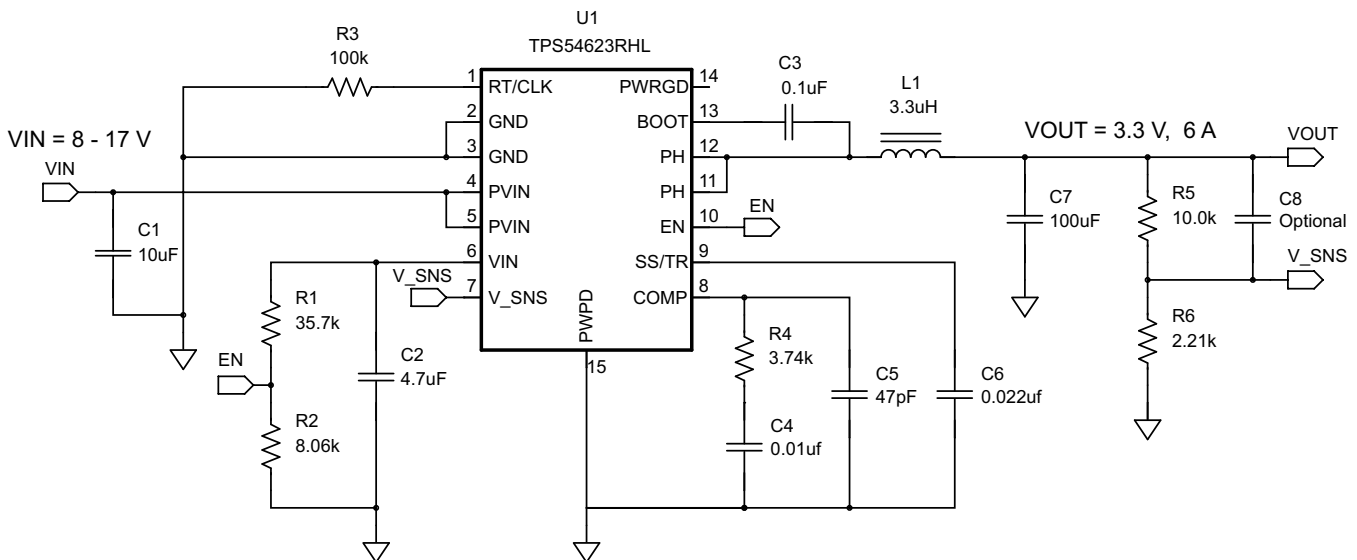 U1
TPS54623RHL
R3
100k
C3
0.1uF
L1
3.3uH
1
RT/CLK
PWRGD
14
2
GND
BOOT
13
3
GND
PH
12
4
PVIN
PH
11
5
PVIN
EN
10
6
VIN
SS/TR
9
7
V_SNS
COMP
8
PWPD
15
VIN = 8 - 17 V
VIN
C1
10uF
V_SNS
R1
35.7k
EN
C2
4.7uF
R2
8.06k
EN
VOUT = 3.3 V, 6 A
VOUT
C7
100uF
R5
10.0k
C8
Optional
V_SNS
R6
2.21k
R4
3.74k
C4
0.01uf
C5
47pF
C6
0.022uf